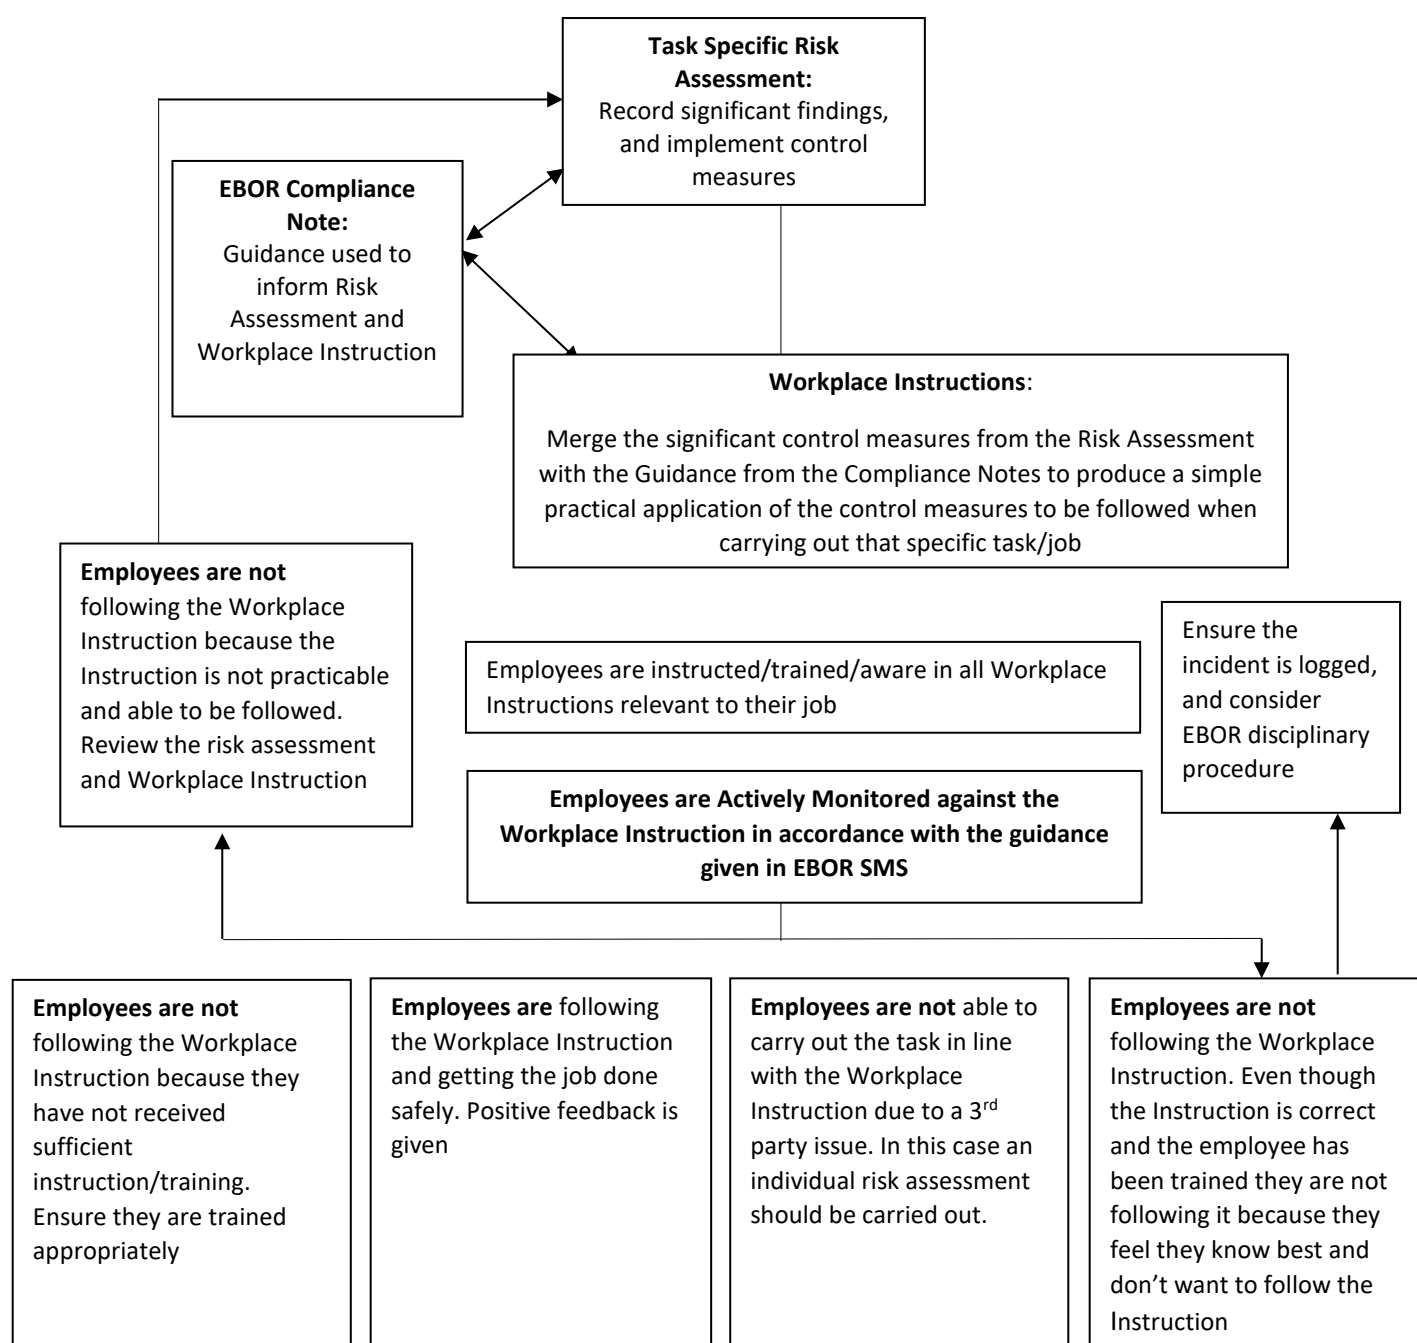 Task Specific Risk
Assessment:
Record significant findings,
and implement control
measures
EBOR Compliance
Note:
Guidance used to
inform Risk
Assessment and
Workplace Instruction
Workplace Instructions:
Merge the significant control measures from the Risk Assessment
with the Guidance from the Compliance Notes to produce a simple
practical application of the control measures to be followed when
carrying out that specific task/job
Employees are not
following the Workplace
Instruction because the
Instruction is not practicable
and able to be followed.
Review the risk assessment
and Workplace Instruction
Employees are instructed/trained/aware in all Workplace
Instructions relevant to their job
Ensure the
incident is logged,
and consider
EBOR disciplinary
procedure
Employees are Actively Monitored against the
Workplace Instruction in accordance with the guidance
given in EBOR SMS
Employees are not
following the Workplace
Instruction because they
have not received
sufficient
instruction/training.
Ensure they are trained
appropriately
Employees are following
the Workplace Instruction
and getting the job done
safely. Positive feedback is
given
Employees are not able to
carry out the task in line
with the Workplace
Instruction due to a 3rd
party issue. In this case an
individual risk assessment
should be carried out.
Employees are not
following the Workplace
Instruction. Even though
the Instruction is correct
and the employee has
been trained they are not
following it because they
feel they know best and
don’t want to follow the
Instruction